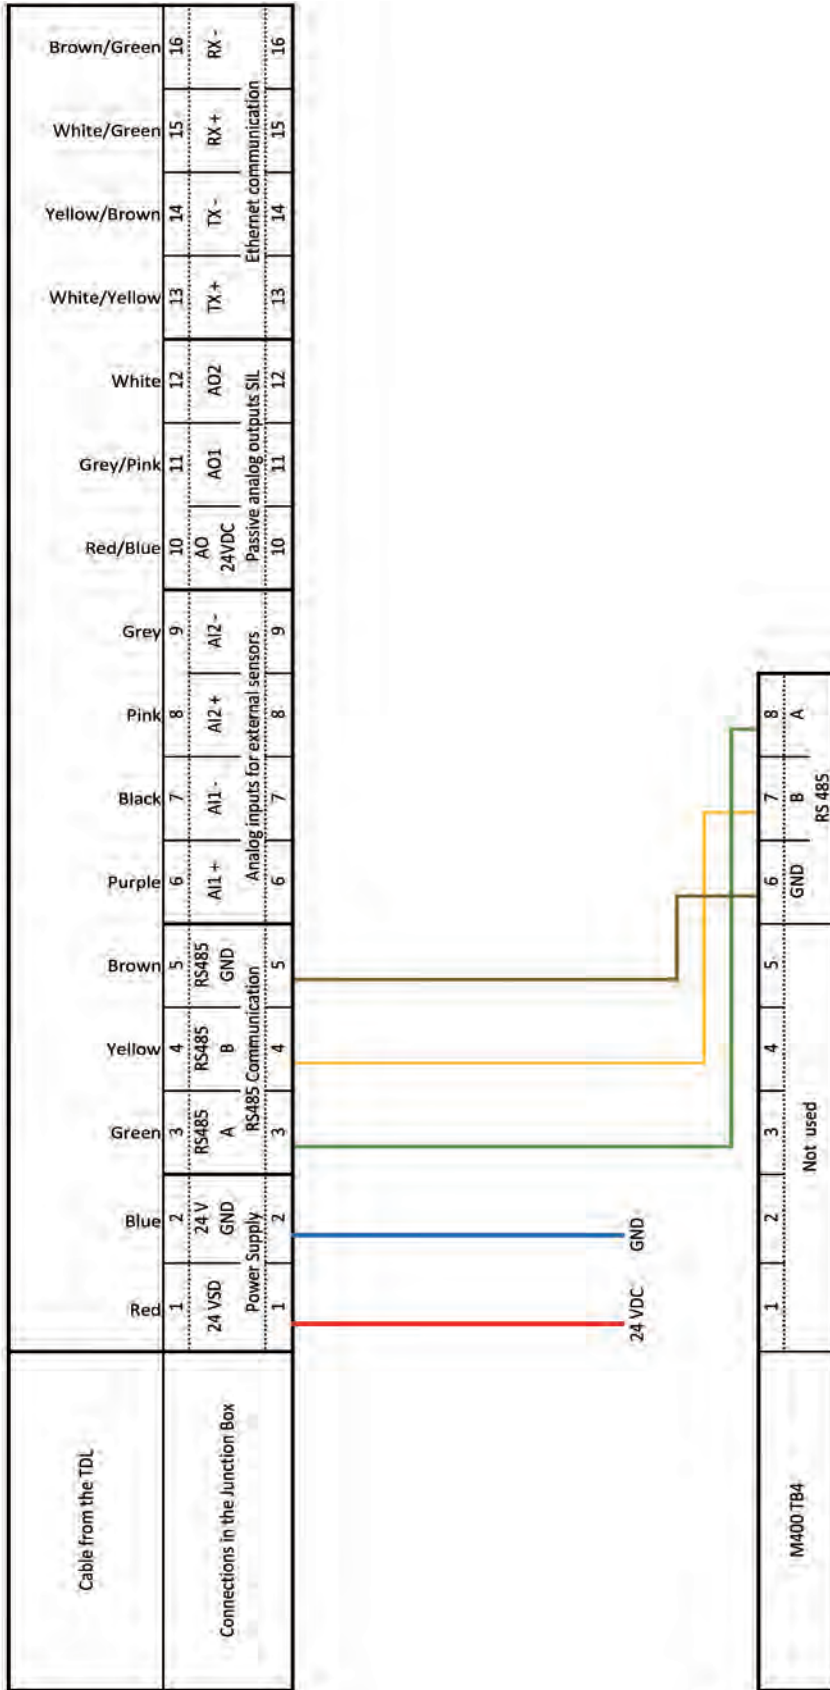 Brown/Green
16
RX -
16
White/Green
15
RX +
15
Yellow/Brown
14
TX -
14
White/Yellow
13
TX +
13
Ethernet communication
White
12
AO2
12
Grey/Pink
11
AO1
11
Red/Blue
10
AO
24VDC
10
Passive analog outputs SIL
Grey
9
AI2 -
9
Pink
8
AI2 +
8
Black
7
AI1 -
7
Purple
6
AI1 +
6
Analog inputs for external sensors
Brown
5
RS485
GND
5
Yellow
4
RS485
B
4
Green
3
RS485
A
3
RS485 Communication
Blue
2
24 V
GND
2
Red
1
24 VSD
1
Power Supply
Cable from the TDL
Connections in the Junction Box
GND
24 VDC
8
A
7
B
6
GND
RS 485
5
4
3
2
1
Not used
M400 TB4